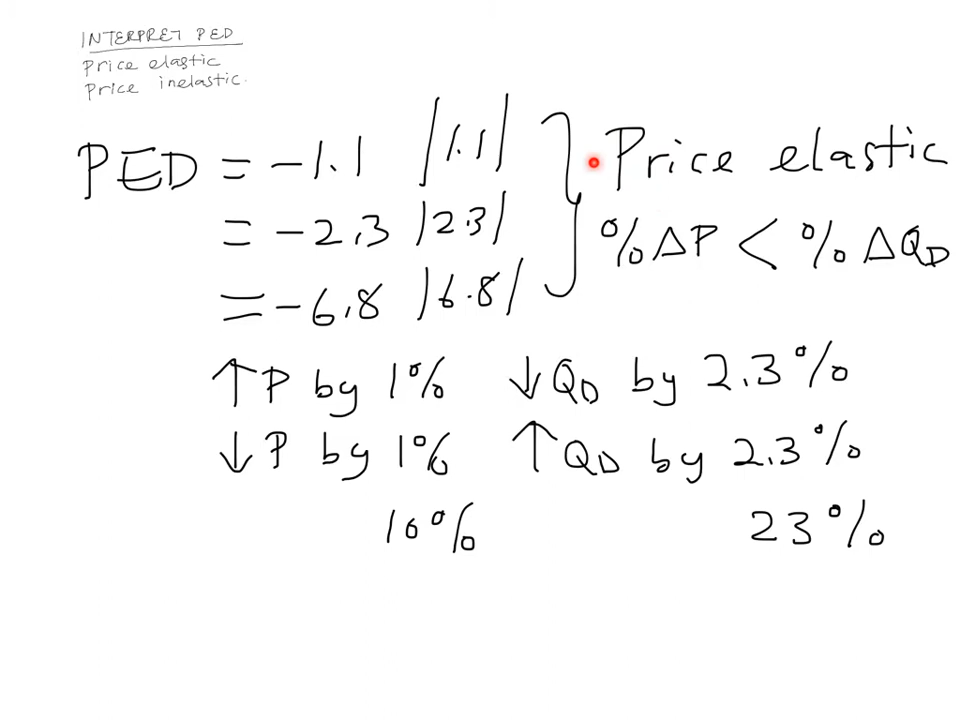 INTERPRET PED
Price elastic
Price inelastic.
PED = -1.1 |1.1| } Price elastic
= -2.3 |2.3| %ΔP < %ΔQD
= -6.8 |6.8|
↑P by 1% ↓QD by 2.3%
↓P by 1% ↑QD by 2.3%
10% 23%